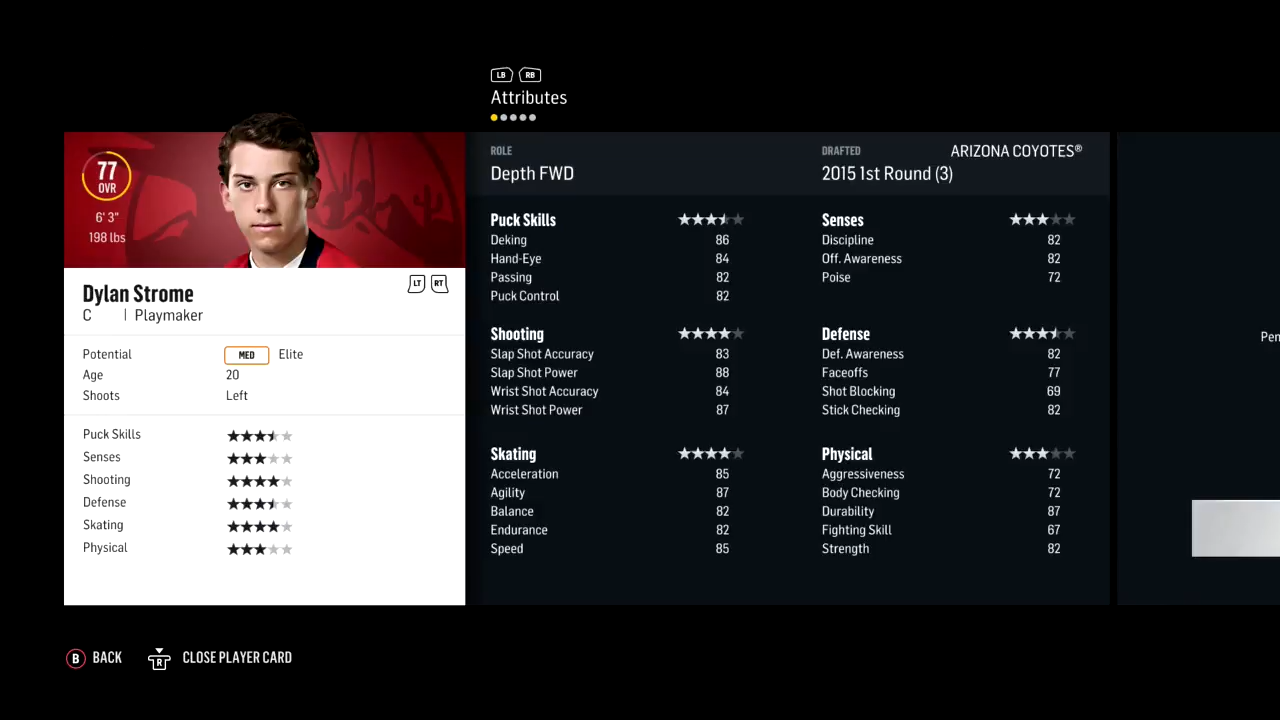 LB RB
Attributes
77
OVR
6' 3"
198 lbs
LT RT
Dylan Strome
C | Playmaker
Potential MED Elite
Age 20
Shoots Left
Puck Skills
Senses
Shooting
Defense
Skating
Physical
ROLE
Depth FWD
DRAFTED ARIZONA COYOTES®
2015 1st Round (3)
Puck Skills
Deking 86
Hand-Eye 84
Passing 82
Puck Control 82
Senses
Discipline 82
Off. Awareness 82
Poise 72
Shooting
Slap Shot Accuracy 83
Slap Shot Power 88
Wrist Shot Accuracy 84
Wrist Shot Power 87
Defense
Def. Awareness 82
Faceoffs 77
Shot Blocking 69
Stick Checking 82
Skating
Acceleration 85
Agility 87
Balance 82
Endurance 82
Speed 85
Physical
Aggressiveness 72
Body Checking 72
Durability 87
Fighting Skill 67
Strength 82
Pen
B BACK R CLOSE PLAYER CARD